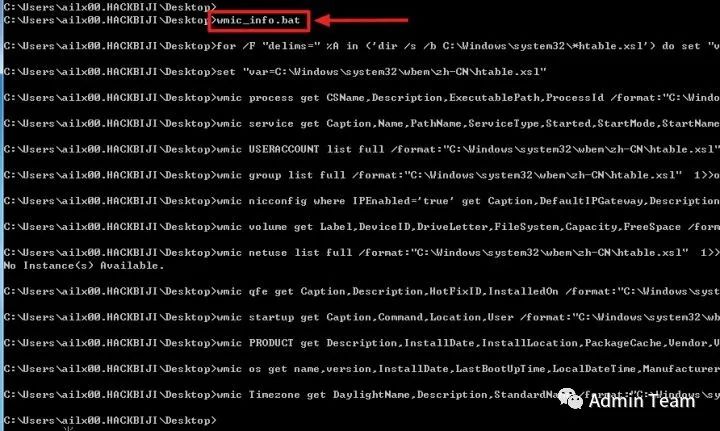 C:\Users\ailx00.HACKBIJI\Desktop>
C:\Users\ailx00.HACKBIJI\Desktop>wmic_info.bat
C:\Users\ailx00.HACKBIJI\Desktop>for /F "delims=" %A in ('dir /s /b C:\Windows\system32\*htable.xsl') do set "v
C:\Users\ailx00.HACKBIJI\Desktop>set "var=C:\Windows\system32\wbem\zh-CN\htable.xsl"
C:\Users\ailx00.HACKBIJI\Desktop>wmic process get CSName,Description,ExecutablePath,ProcessId /format:"C:\Windo
C:\Users\ailx00.HACKBIJI\Desktop>wmic service get Caption,Name,PathName,ServiceType,Started,StartMode,StartName
C:\Users\ailx00.HACKBIJI\Desktop>wmic USERACCOUNT list full /format:"C:\Windows\system32\wbem\zh-CN\htable.xsl"
C:\Users\ailx00.HACKBIJI\Desktop>wmic group list full /format:"C:\Windows\system32\wbem\zh-CN\htable.xsl"  1>>o
C:\Users\ailx00.HACKBIJI\Desktop>wmic nicconfig where IPEnabled='true' get Caption,DefaultIPGateway,Description
C:\Users\ailx00.HACKBIJI\Desktop>wmic volume get Label,DeviceID,DriveLetter,FileSystem,Capacity,FreeSpace /form
C:\Users\ailx00.HACKBIJI\Desktop>wmic netuse list full /format:"C:\Windows\system32\wbem\zh-CN\htable.xsl"  1>>
No Instance(s) Available.
C:\Users\ailx00.HACKBIJI\Desktop>wmic qfe get Caption,Description,HotFixID,InstalledOn /format:"C:\Windows\syst
C:\Users\ailx00.HACKBIJI\Desktop>wmic startup get Caption,Command,Location,User /format:"C:\Windows\system32\wb
C:\Users\ailx00.HACKBIJI\Desktop>wmic PRODUCT get Description,InstallDate,InstallLocation,PackageCache,Vendor,V
C:\Users\ailx00.HACKBIJI\Desktop>wmic os get name,version,InstallDate,LastBootUpTime,LocalDateTime,Manufacturer
C:\Users\ailx00.HACKBIJI\Desktop>wmic Timezone get DaylightName,Description,StandardName /format:"C:\Windows\sys
Admin Team
C:\Users\ailx00.HACKBIJI\Desktop>